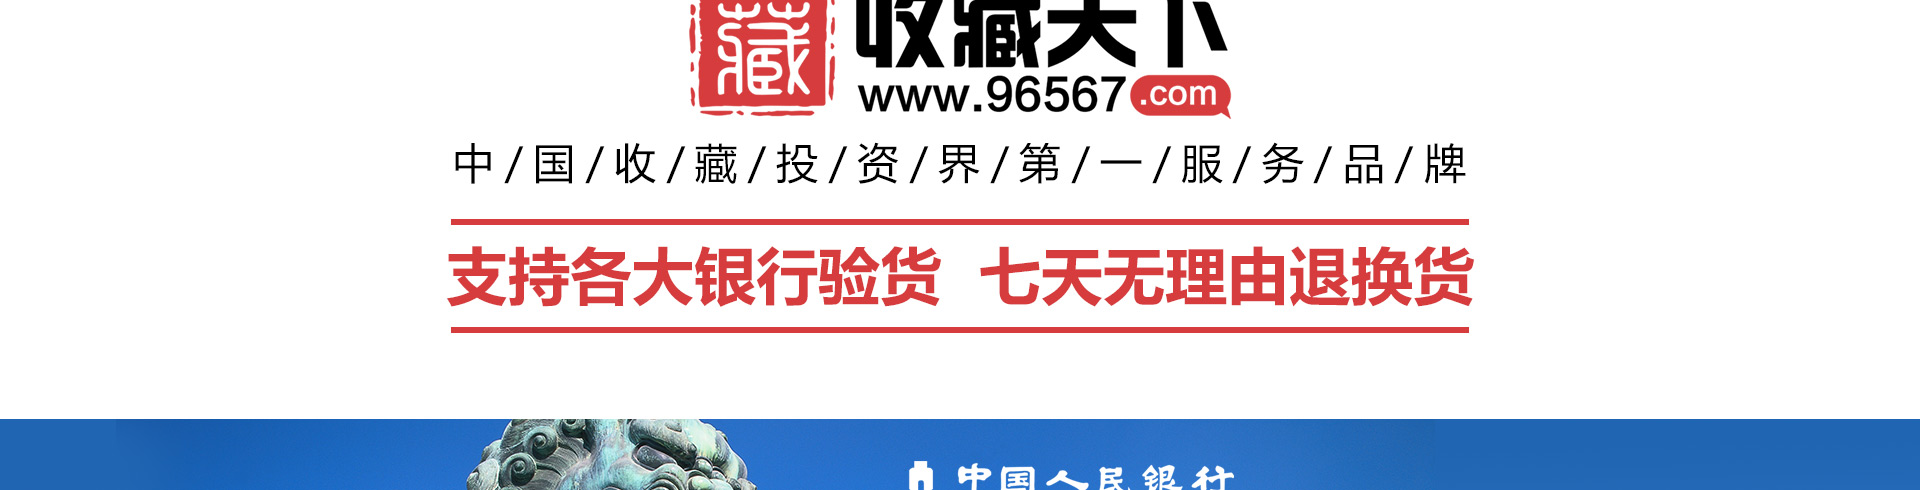 藏 收藏天下
www.96567.com
中/国/收/藏/投/资/界/第/一/服/务/品/牌
支持各大银行验货 七天无理由退换货
中国人民银行